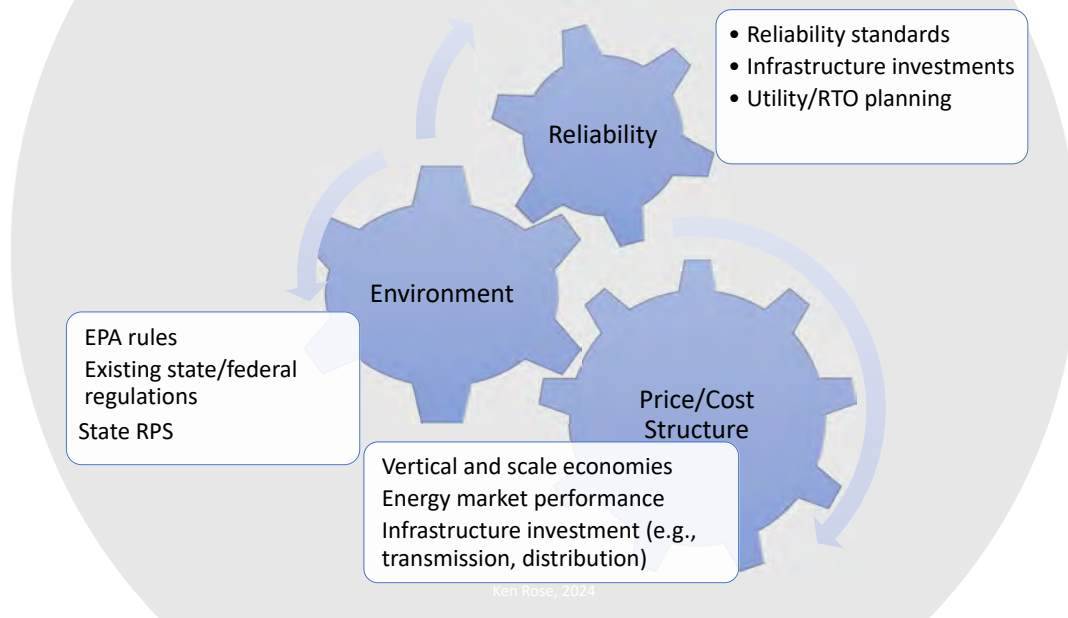 • Reliability standards
• Infrastructure investments
• Utility/RTO planning
Reliability
Environment
EPA rules
Existing state/federal
regulations
State RPS
Price/Cost
Structure
Vertical and scale economies
Energy market performance
Infrastructure investment (e.g.,
transmission, distribution)
Ken Rose, 2024